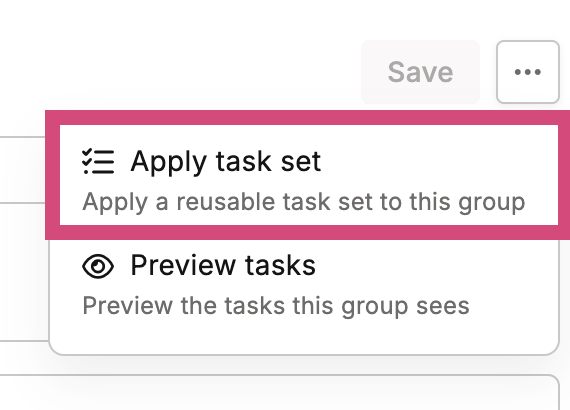 Save
Apply task set
Apply a reusable task set to this group
Preview tasks
Preview the tasks this group sees